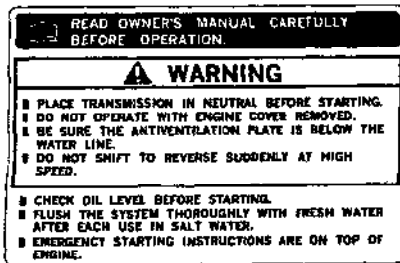 READ OWNER'S MANUAL CAREFULLY
BEFORE OPERATION.
WARNING
PLACE TRANSMISSION IN NEUTRAL BEFORE STARTING.
DO NOT OPERATE WITH ENGINE COVER REMOVED.
BE SURE THE ANTIVENTILATION PLATE IS BELOW THE
WATER LINE.
DO NOT SHIFT TO REVERSE SUDDENLY AT HIGH
SPEED.
CHECK OIL LEVEL BEFORE STARTING.
FLUSH THE SYSTEM THOROUGHLY WITH FRESH WATER
AFTER EACH USE IN SALT WATER.
EMERGENCY STARTING INSTRUCTIONS ARE ON TOP OF
ENGINE.